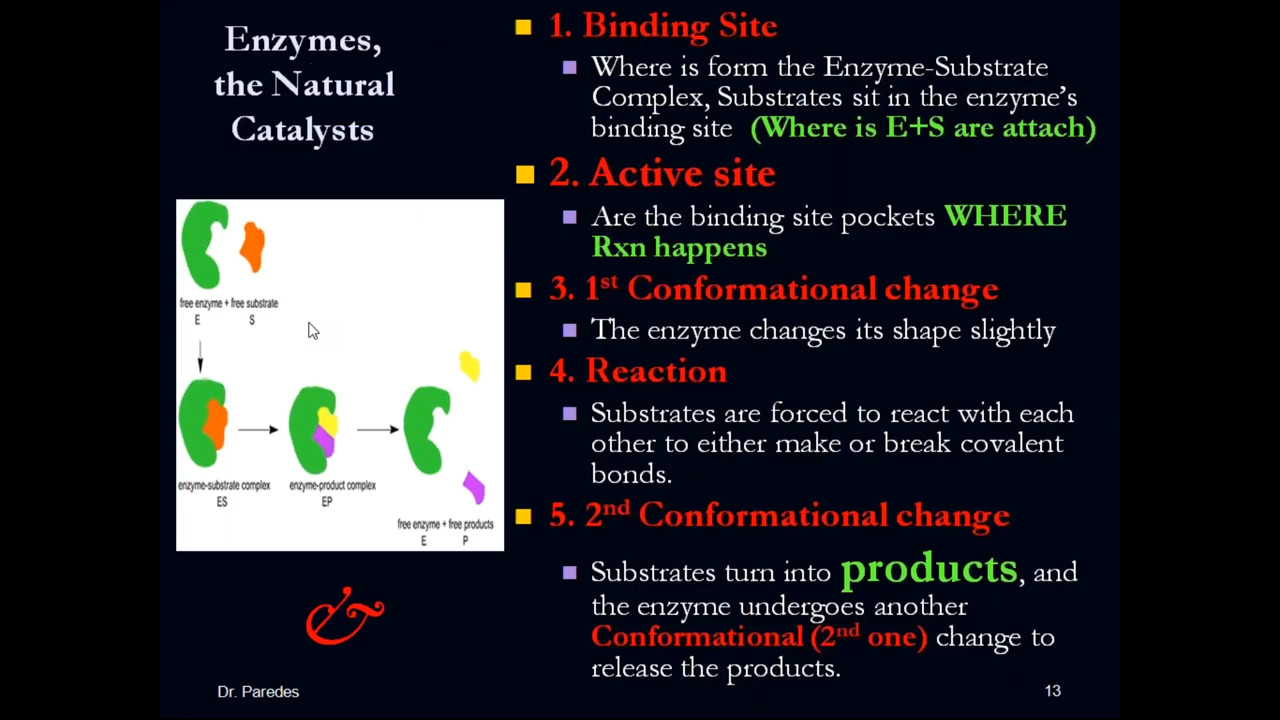 Enzymes,
the Natural
Catalysts
free enzyme + free substrate
E S
enzyme-substrate complex
ES
enzyme-product complex
EP
free enzyme + free products
E P
&
1. Binding Site
Where is form the Enzyme-Substrate
Complex, Substrates sit in the enzyme's
binding site (Where is E+S are attach)
2. Active site
Are the binding site pockets WHERE
Rxn happens
3. 1st Conformational change
The enzyme changes its shape slightly
4. Reaction
Substrates are forced to react with each
other to either make or break covalent
bonds.
5. 2nd Conformational change
Substrates turn into products, and
the enzyme undergoes another
Conformational (2nd one) change to
release the products.
Dr. Paredes
13